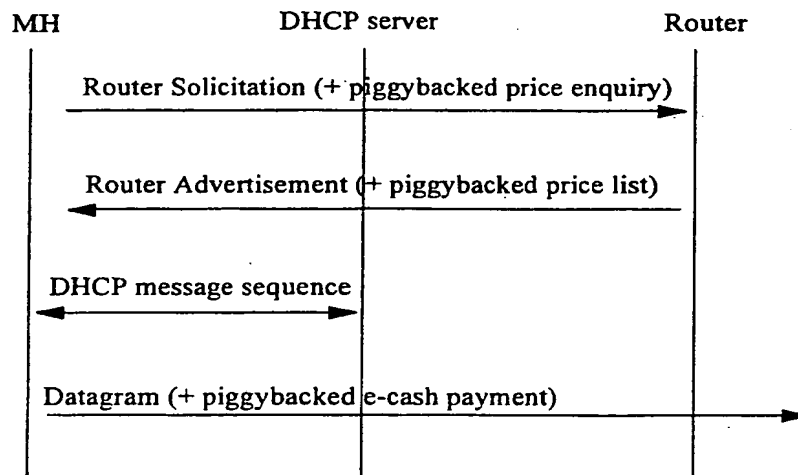 MH DHCP server Router
Router Solicitation (+ piggybacked price enquiry)
Router Advertisement (+ piggybacked price list)
DHCP message sequence
Datagram (+ piggybacked e-cash payment)